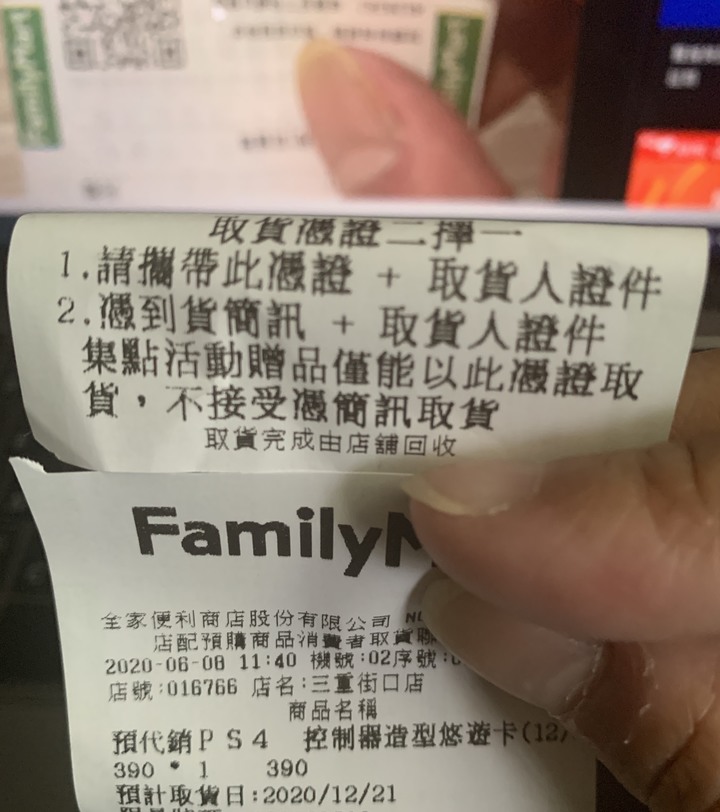 取貨憑證二擇一
1.請攜帶此憑證 + 取貨人證件
2.憑到貨簡訊 + 取貨人證件
集點活動贈品僅能以此憑證取
貨，不接受憑簡訊取貨
取貨完成由店舖回收
Family
全家便利商店股份有限公司
店配預購商品消費者取貨聯
2020-06-08 11:40 機號:02序號:
店號:016766 店名:三重街口店
商品名稱
預代銷PS4 控制器造型悠遊卡(12/
390 * 1 390
預計取貨日:2020/12/21